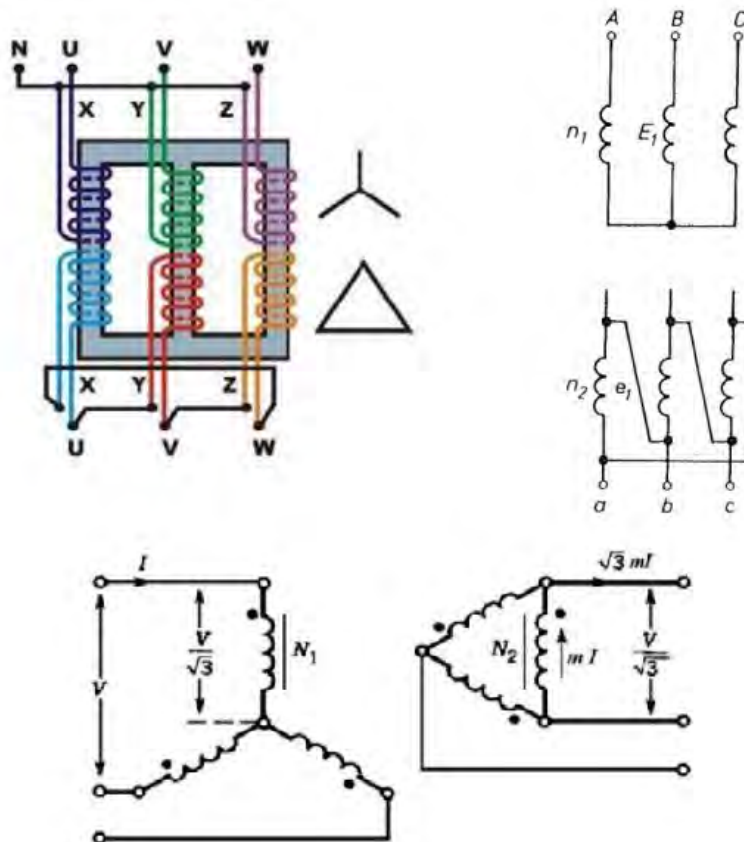 N U V W
X Y Z
X Y Z
U V W
A B C
n₁ E₁
n₂ e₁
a b c
I
V
V/√3
N₁
√3 mI
N₂
mI
V/√3